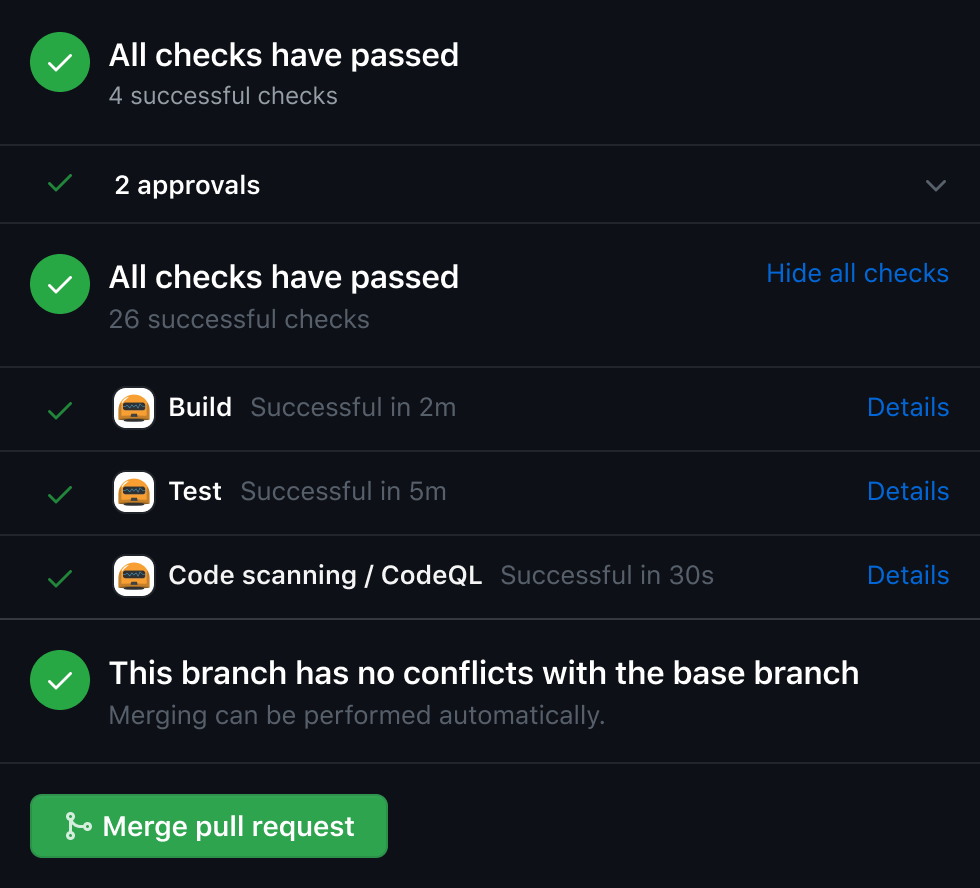 All checks have passed
4 successful checks
2 approvals
All checks have passed
Hide all checks
26 successful checks
Build Successful in 2m Details
Test Successful in 5m Details
Code scanning / CodeQL Successful in 30s Details
This branch has no conflicts with the base branch
Merging can be performed automatically.
Merge pull request